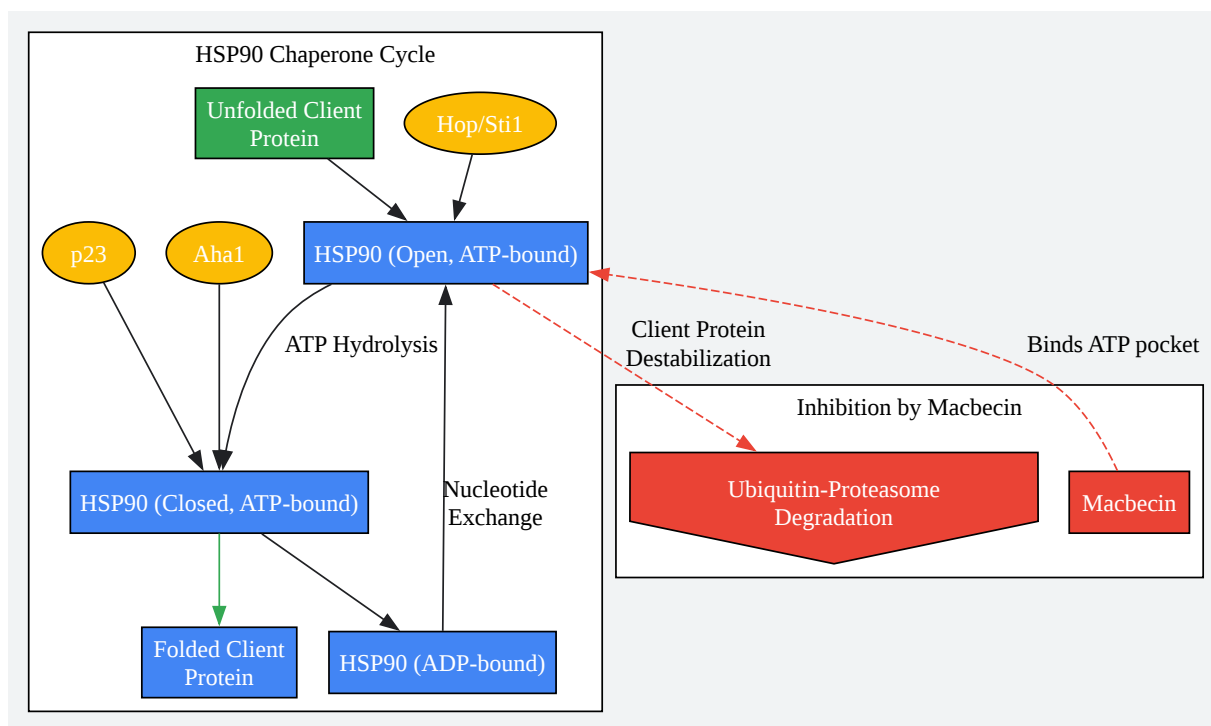 HSP90 Chaperone Cycle
Unfolded Client
Protein
Hop/Sti1
p23
Aha1
HSP90 (Open, ATP-bound)
ATP Hydrolysis
Client Protein
Destabilization
Binds ATP pocket
Inhibition by Macbecin
HSP90 (Closed, ATP-bound)
Nucleotide
Exchange
Ubiquitin-Proteasome
Degradation
Macbecin
Folded Client
Protein
HSP90 (ADP-bound)